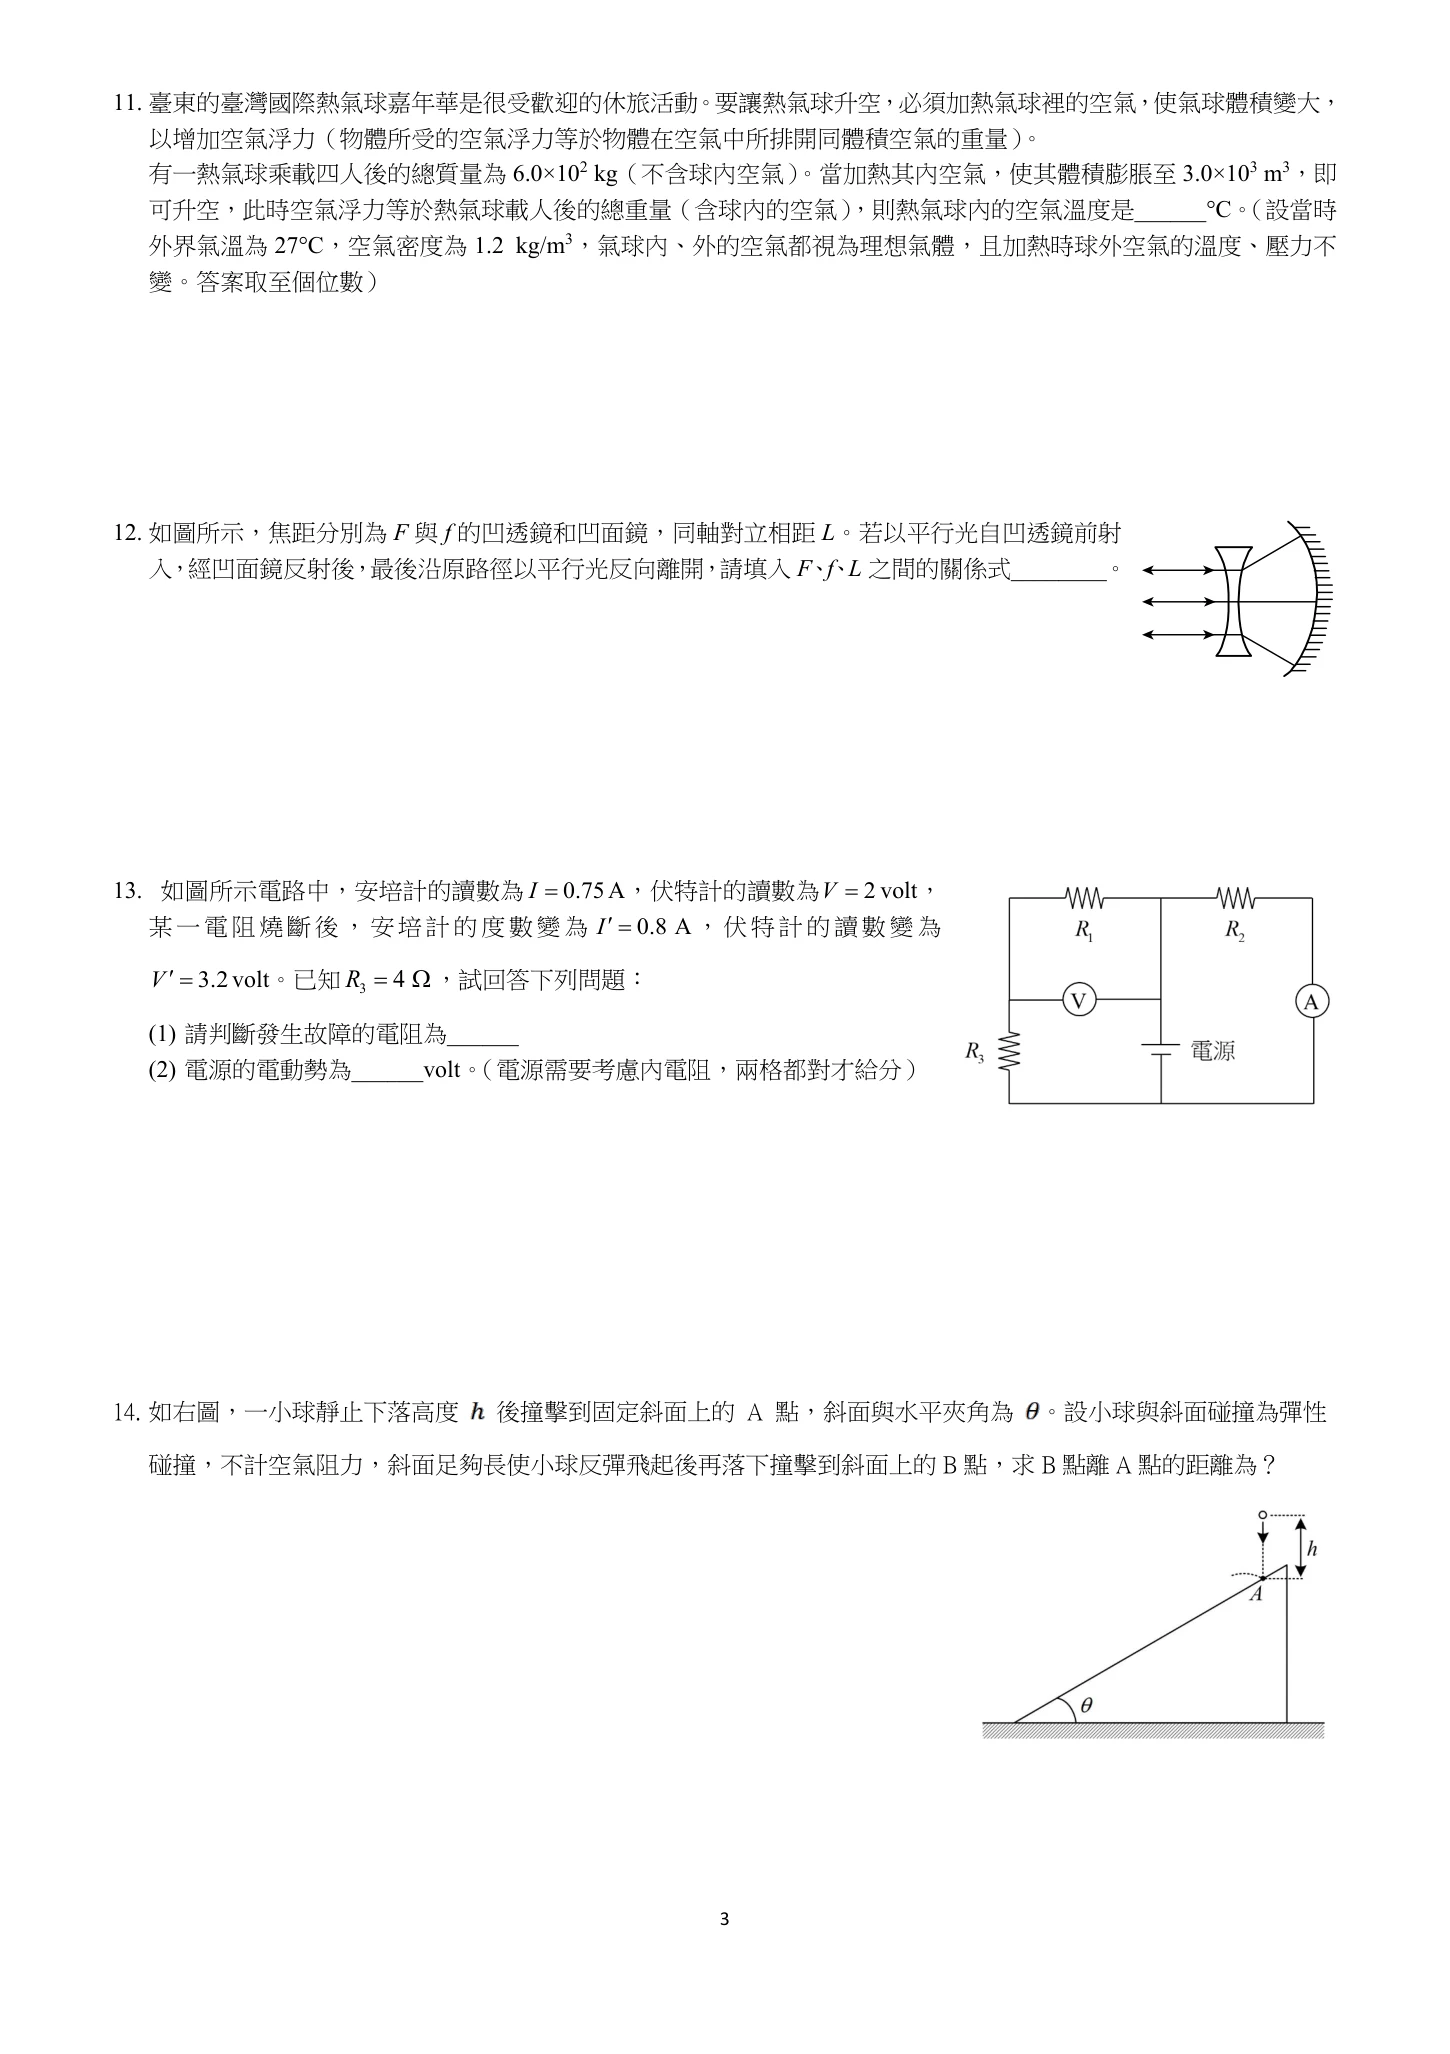 11. 臺東的臺灣國際熱氣球嘉年華是很受歡迎的休旅活動。要讓熱氣球升空，必須加熱氣球裡的空氣，使氣球體積變大，
以增加空氣浮力（物體所受的空氣浮力等於物體在空氣中所排開同體積空氣的重量）。
有一熱氣球乘載四人後的總質量為 6.0×10² kg（不含球內空氣）。當加熱其內空氣，使其體積膨脹至 3.0×10³ m³，即
可升空，此時空氣浮力等於熱氣球載人後的總重量（含球內的空氣），則熱氣球內的空氣溫度是______°C。（設當時
外界氣溫為 27°C，空氣密度為 1.2 kg/m³，氣球內、外的空氣都視為理想氣體，且加熱時球外空氣的溫度、壓力不
變。答案取至個位數）
12. 如圖所示，焦距分別為 F 與 f 的凹透鏡和凹面鏡，同軸對立相距 L。若以平行光自凹透鏡前射
入，經凹面鏡反射後，最後沿原路徑以平行光反向離開，請填入 F、f、L 之間的關係式________。
13. 如圖所示電路中，安培計的讀數為 I = 0.75 A，伏特計的讀數為 V = 2 volt，
某一電阻燒斷後，安培計的度數變為 I' = 0.8 A，伏特計的讀數變為
V' = 3.2 volt。已知 R₃ = 4 Ω，試回答下列問題：
(1) 請判斷發生故障的電阻為______
(2) 電源的電動勢為______volt。（電源需要考慮內電阻，兩格都對才給分）
R₁
R₂
V
A
R₃
電源
14. 如右圖，一小球靜止下落高度 h 後撞擊到固定斜面上的 A 點，斜面與水平夾角為 θ。設小球與斜面碰撞為彈性
碰撞，不計空氣阻力，斜面足夠長使小球反彈飛起後再落下撞擊到斜面上的 B 點，求 B 點離 A 點的距離為？
h
A
θ
3